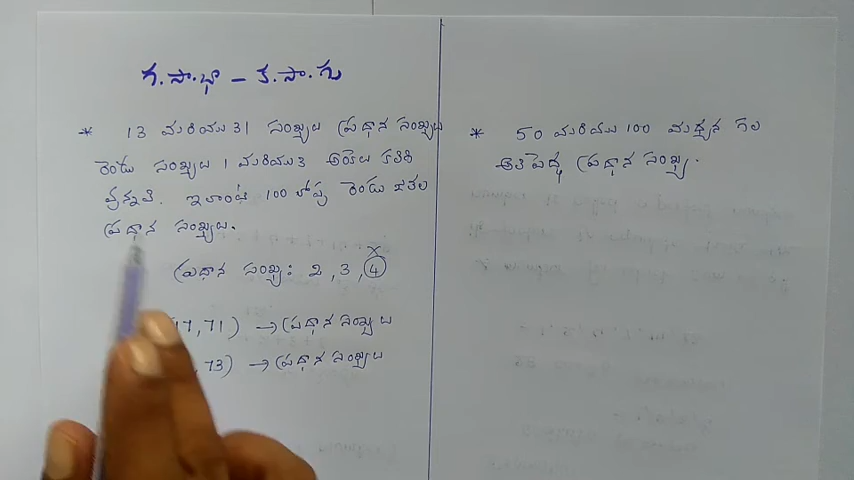 గ.సా.భా - క.సా.గు
* 13 మరియు 31 సంఖ్యలు ప్రధాన సంఖ్యలు
రెండు సంఖ్యలు 1 మరియు 3 అంకెలు కలిగి
వున్నవి. ఇలాంటి 100 లోపు రెండు జతల
ప్రధాన సంఖ్యలు.
ప్రధాన సంఖ్య: 2, 3, 4 ×
17, 71) → ప్రధాన సంఖ్యలు
, 73) → ప్రధాన సంఖ్యలు
* 50 మరియు 100 మధ్యన గల
అతిపెద్ద ప్రధాన సంఖ్య.